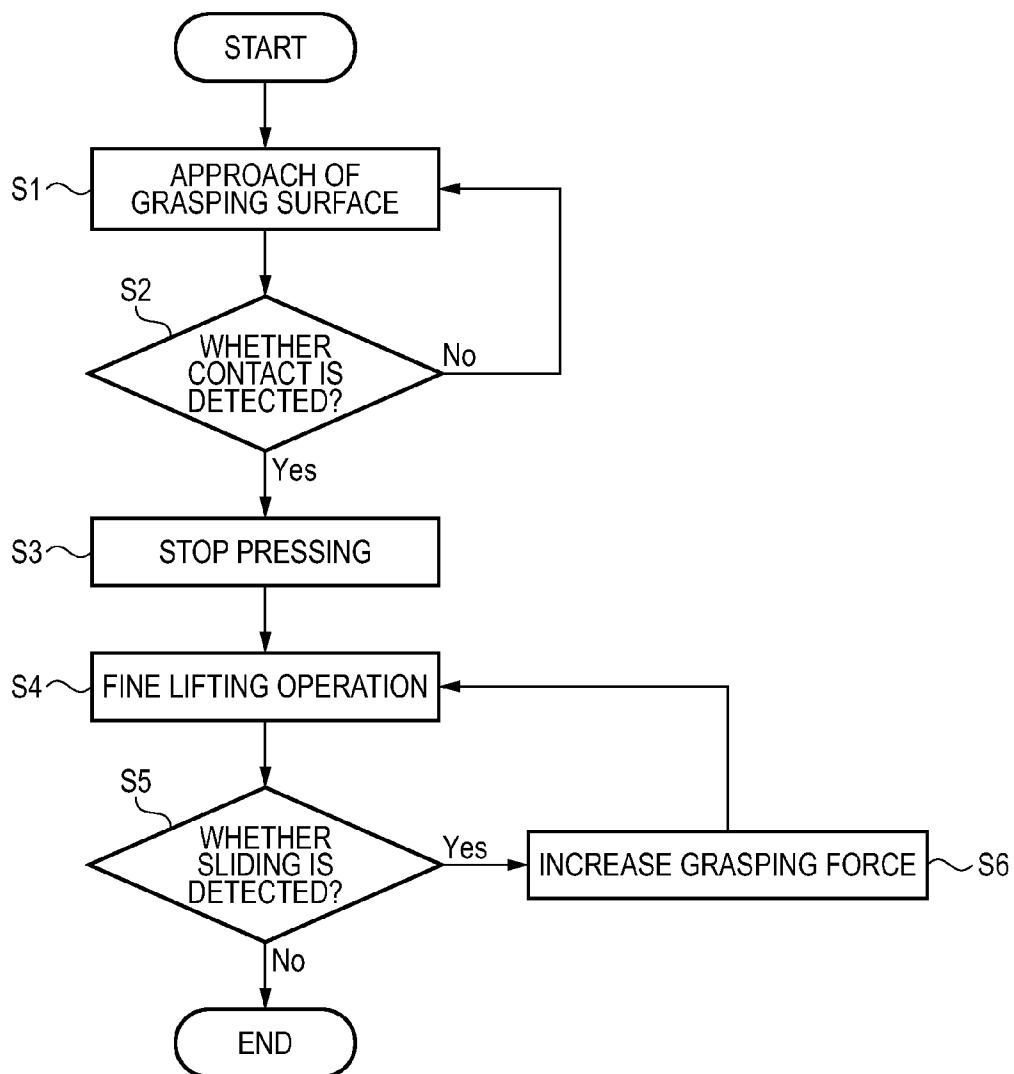 START
S1
APPROACH OF
GRASPING SURFACE
S2
WHETHER
CONTACT IS
DETECTED?
No
Yes
S3
STOP PRESSING
S4
FINE LIFTING OPERATION
S5
WHETHER
SLIDING IS
DETECTED?
Yes
INCREASE GRASPING FORCE
S6
No
END